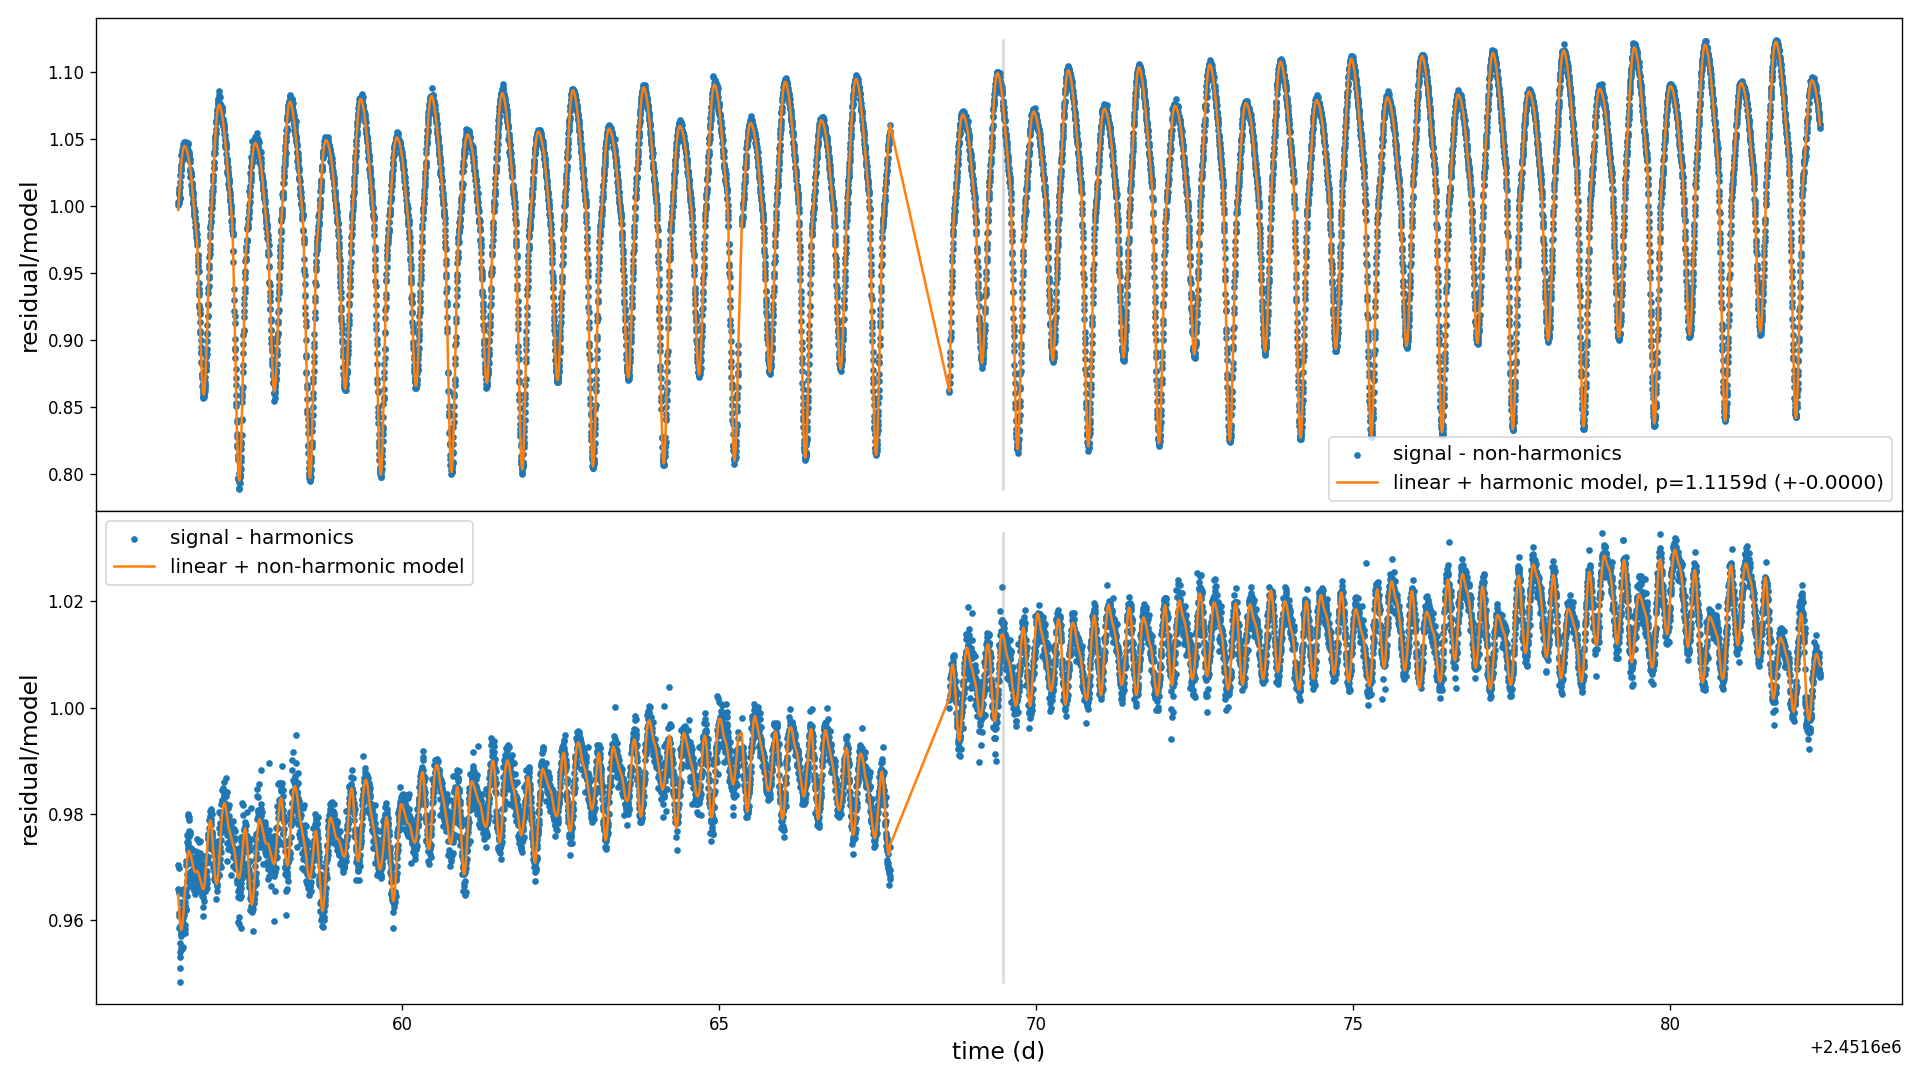 1.10
1.05
1.00
0.95
0.90
0.85
0.80
residual/model
signal - non-harmonics
linear + harmonic model, p=1.1159d (+-0.0000)
signal - harmonics
linear + non-harmonic model
1.02
1.00
0.98
0.96
residual/model
60 65 70 75 80
time (d)
+2.4516e6